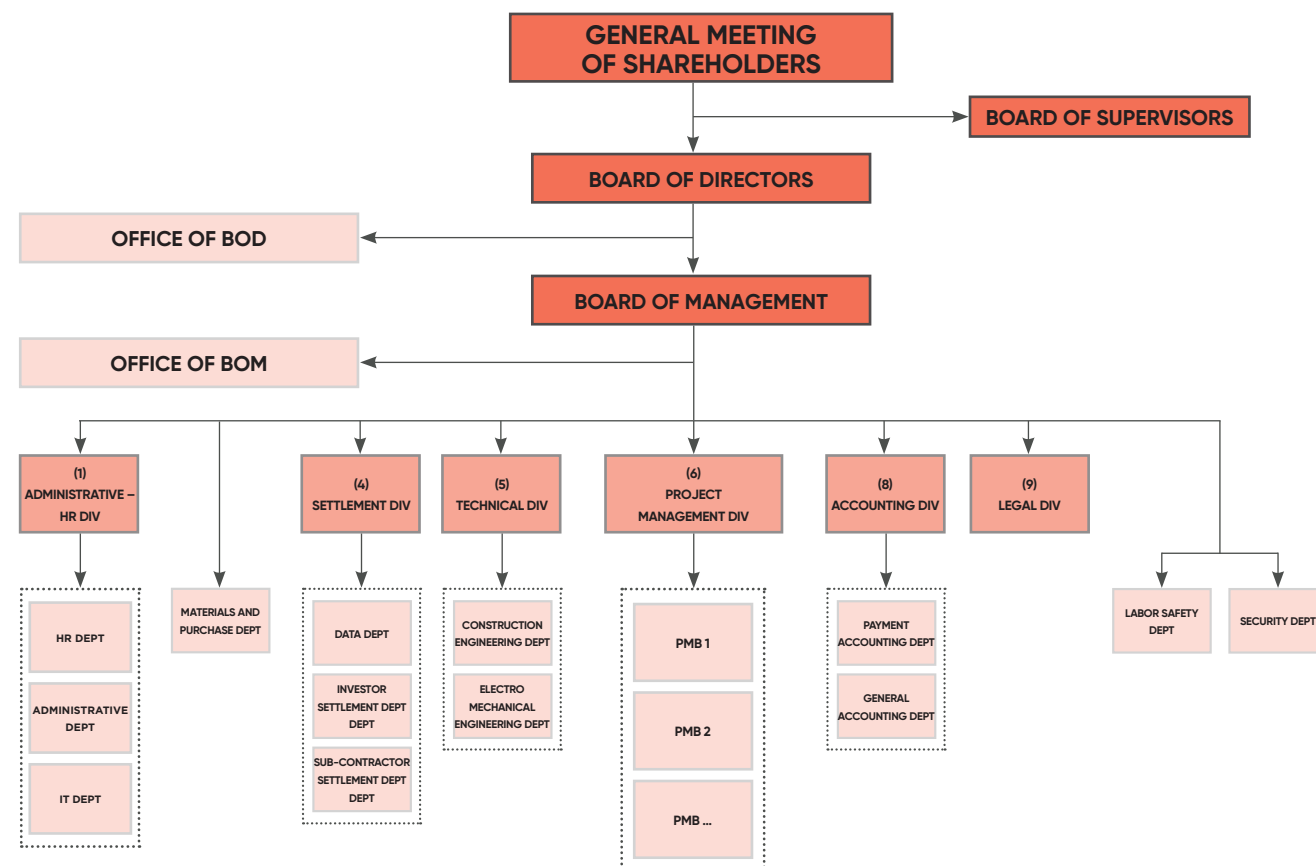 GENERAL MEETING
OF SHAREHOLDERS
BOARD OF SUPERVISORS
BOARD OF DIRECTORS
OFFICE OF BOD
BOARD OF MANAGEMENT
OFFICE OF BOM
(1)
ADMINISTRATIVE –
HR DIV
(4)
SETTLEMENT DIV
(5)
TECHNICAL DIV
(6)
PROJECT
MANAGEMENT DIV
(8)
ACCOUNTING DIV
(9)
LEGAL DIV
HR DEPT
ADMINISTRATIVE
DEPT
IT DEPT
MATERIALS AND
PURCHASE DEPT
DATA DEPT
INVESTOR
SETTLEMENT DEPT
DEPT
SUB-CONTRACTOR
SETTLEMENT DEPT
DEPT
CONSTRUCTION
ENGINEERING DEPT
ELECTRO
MECHANICAL
ENGINEERING DEPT
PMB 1
PMB 2
PMB ...
PAYMENT
ACCOUNTING DEPT
GENERAL
ACCOUNTING DEPT
LABOR SAFETY
DEPT
SECURITY DEPT